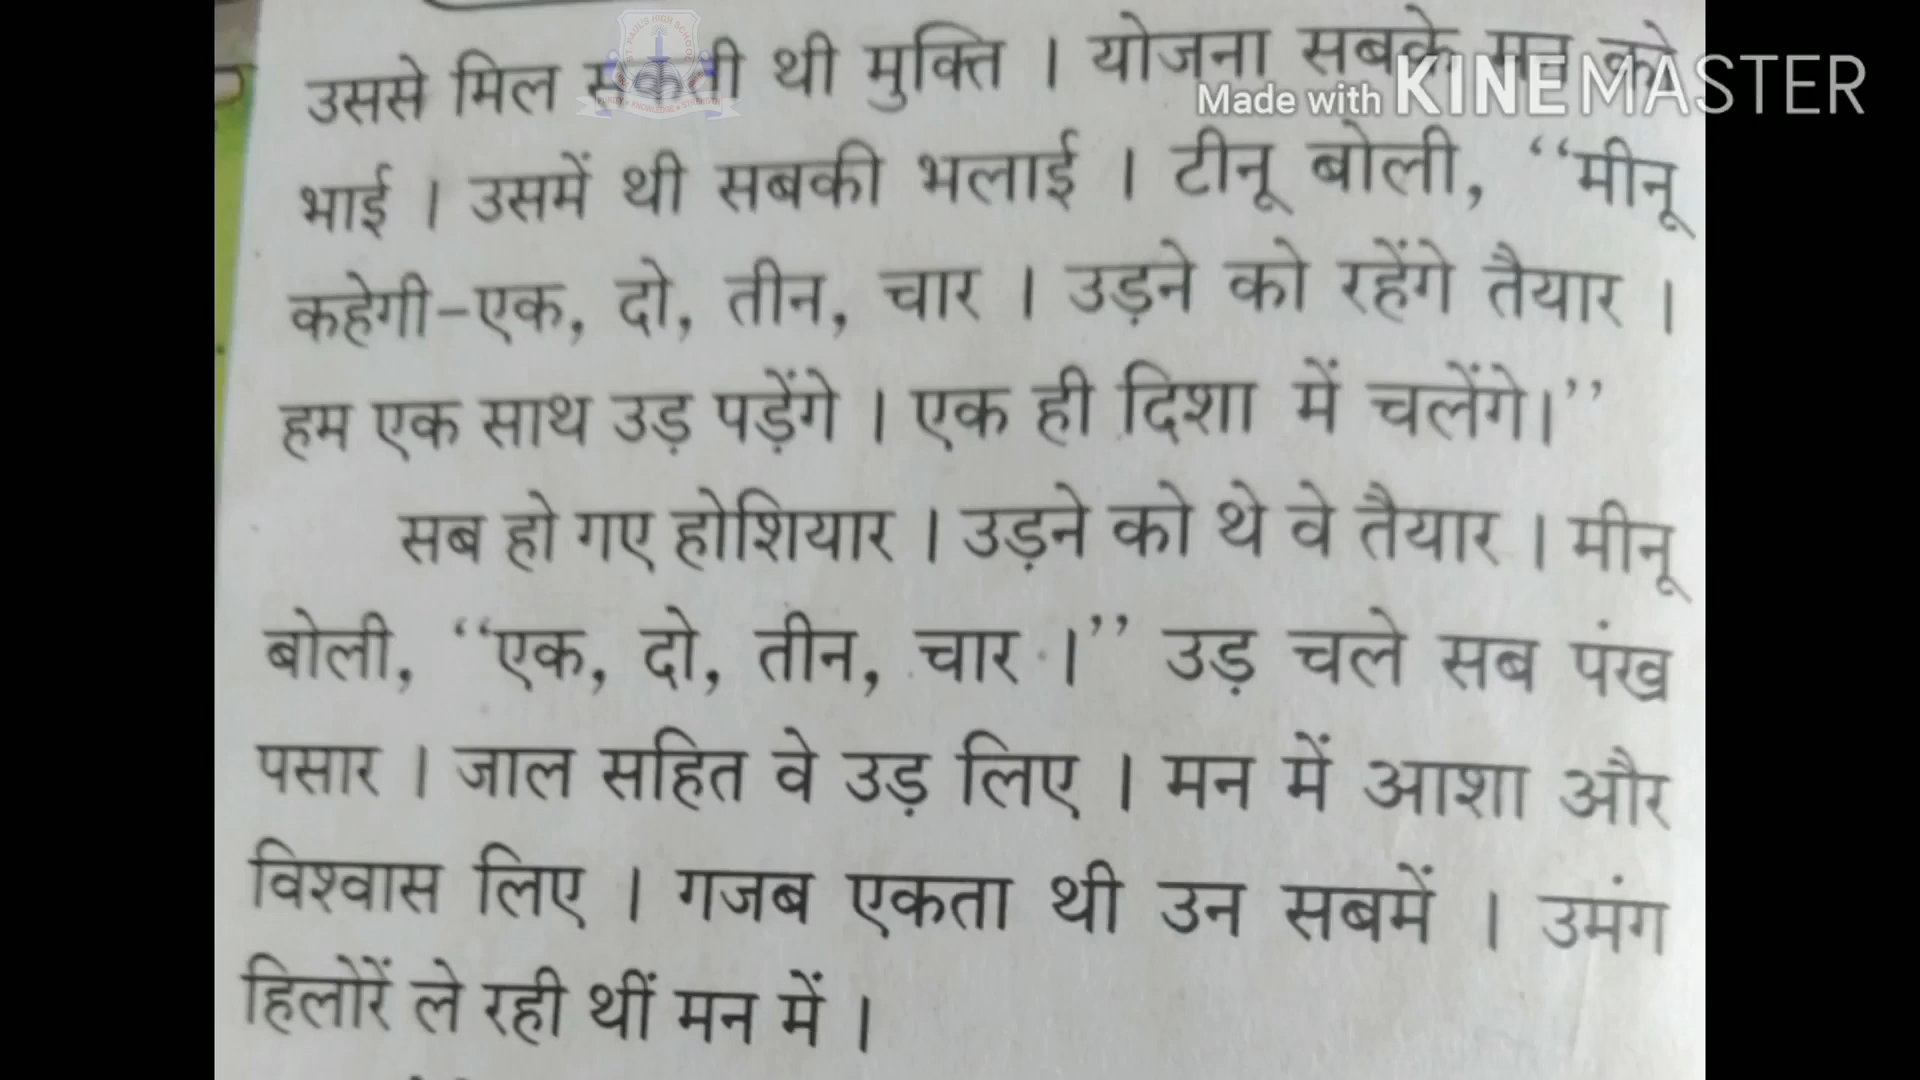 उससे मिल सकती थी मुक्ति । योजना सबके मन को
Made with KINEMASTER
भाई । उसमें थी सबकी भलाई । टीनू बोली, “मीनू
कहेगी-एक, दो, तीन, चार । उड़ने को रहेंगे तैयार ।
हम एक साथ उड़ पड़ेंगे । एक ही दिशा में चलेंगे।”
सब हो गए होशियार । उड़ने को थे वे तैयार । मीनू
बोली, “एक, दो, तीन, चार ।” उड़ चले सब पंख
पसार । जाल सहित वे उड़ लिए । मन में आशा और
विश्वास लिए । गजब एकता थी उन सबमें । उमंग
हिलोरें ले रही थीं मन में ।